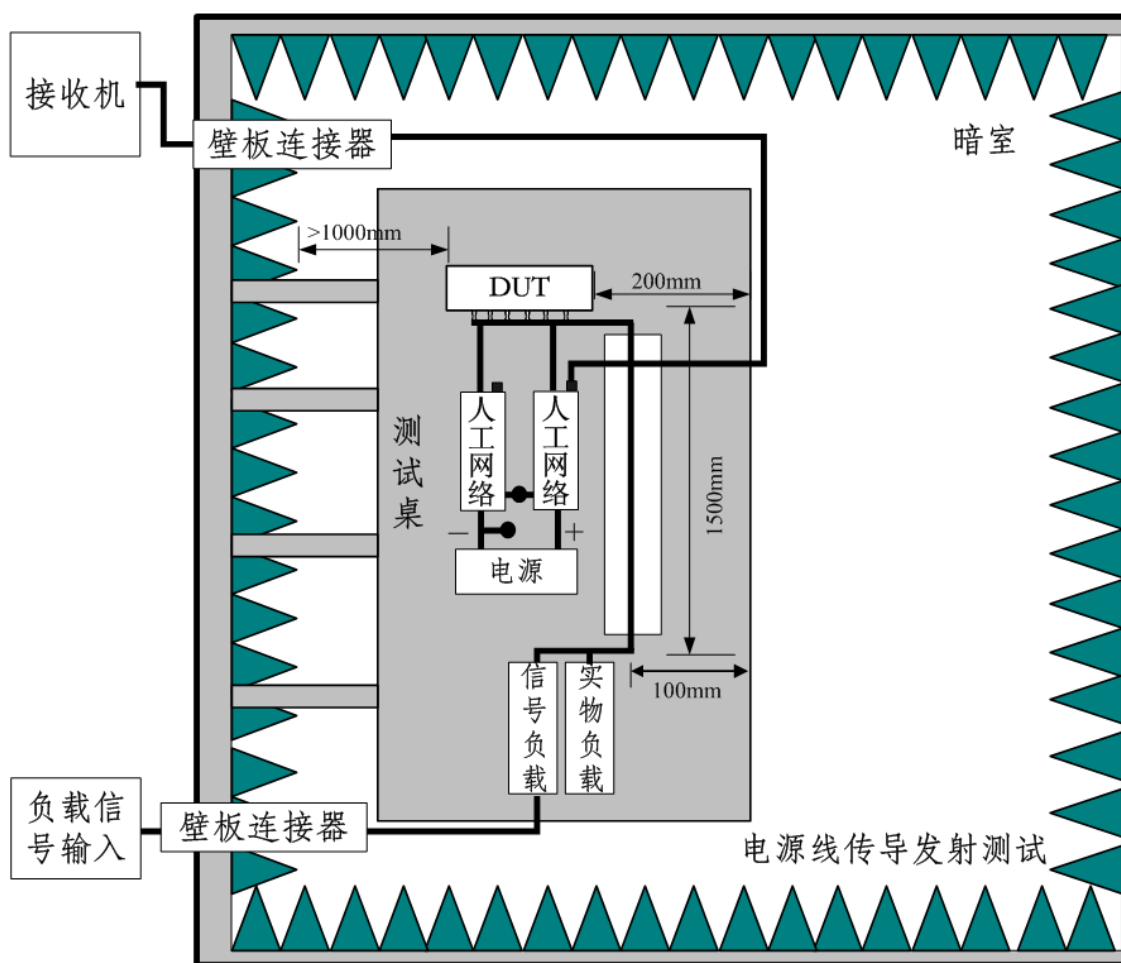 接收机
壁板连接器
暗室
>1000mm
DUT
200mm
人工网络
人工网络
测试桌
1500mm
—
+
电源
信号负载
实物负载
100mm
负载信
号输入
壁板连接器
电源线传导发射测试